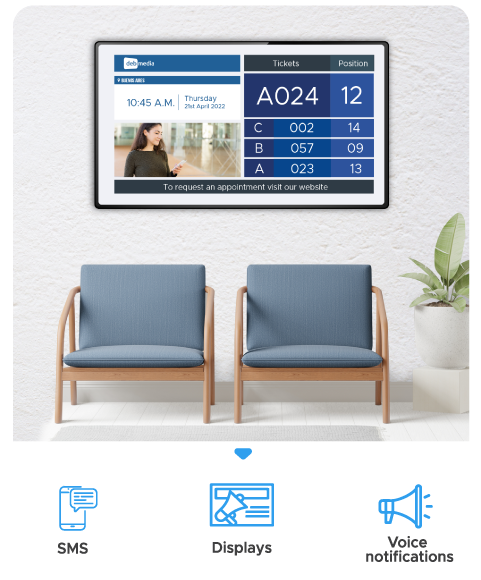 debmedia
BUENOS AIRES
10:45 A.M.
Thursday
21st April 2022
Tickets Position
A024 12
C 002 14
B 057 09
A 023 13
To request an appointment visit our website
SMS
Displays
Voice
notifications